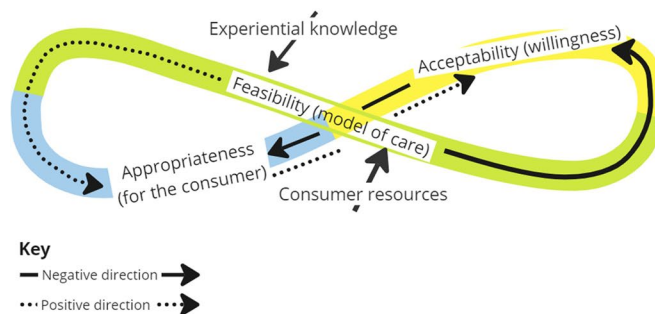 Experiential knowledge
Acceptability (willingness)
Feasibility (model of care)
Appropriateness
(for the consumer)
Consumer resources
Key
Negative direction
Positive direction